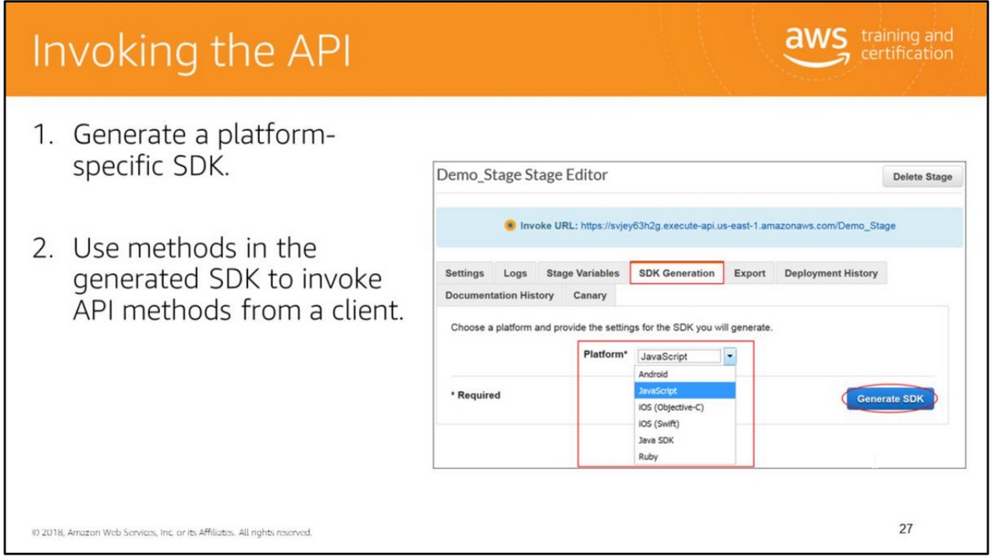 Invoking the API
aws training and
certification
1. Generate a platform-
specific SDK.
2. Use methods in the
generated SDK to invoke
API methods from a client.
Demo_Stage Stage Editor
Delete Stage
Invoke URL: https://svjey63h2g.execute-api.us-east-1.amazonaws.com/Demo_Stage
Settings Logs Stage Variables SDK Generation Export Deployment History
Documentation History Canary
Choose a platform and provide the settings for the SDK you will generate.
Platform* JavaScript
Android
JavaScript
iOS (Objective-C)
iOS (Swift)
Java SDK
Ruby
* Required
Generate SDK
© 2018, Amazon Web Services, Inc. or its Affiliates. All rights reserved.
27